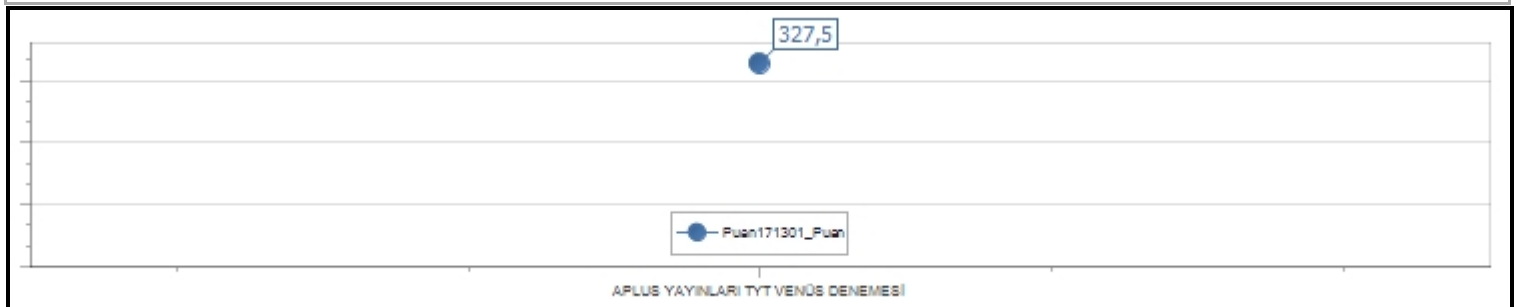 327,5
Puan171301_Puan
APLUS YAYINLARI TYT VENÜS DENEMESİ